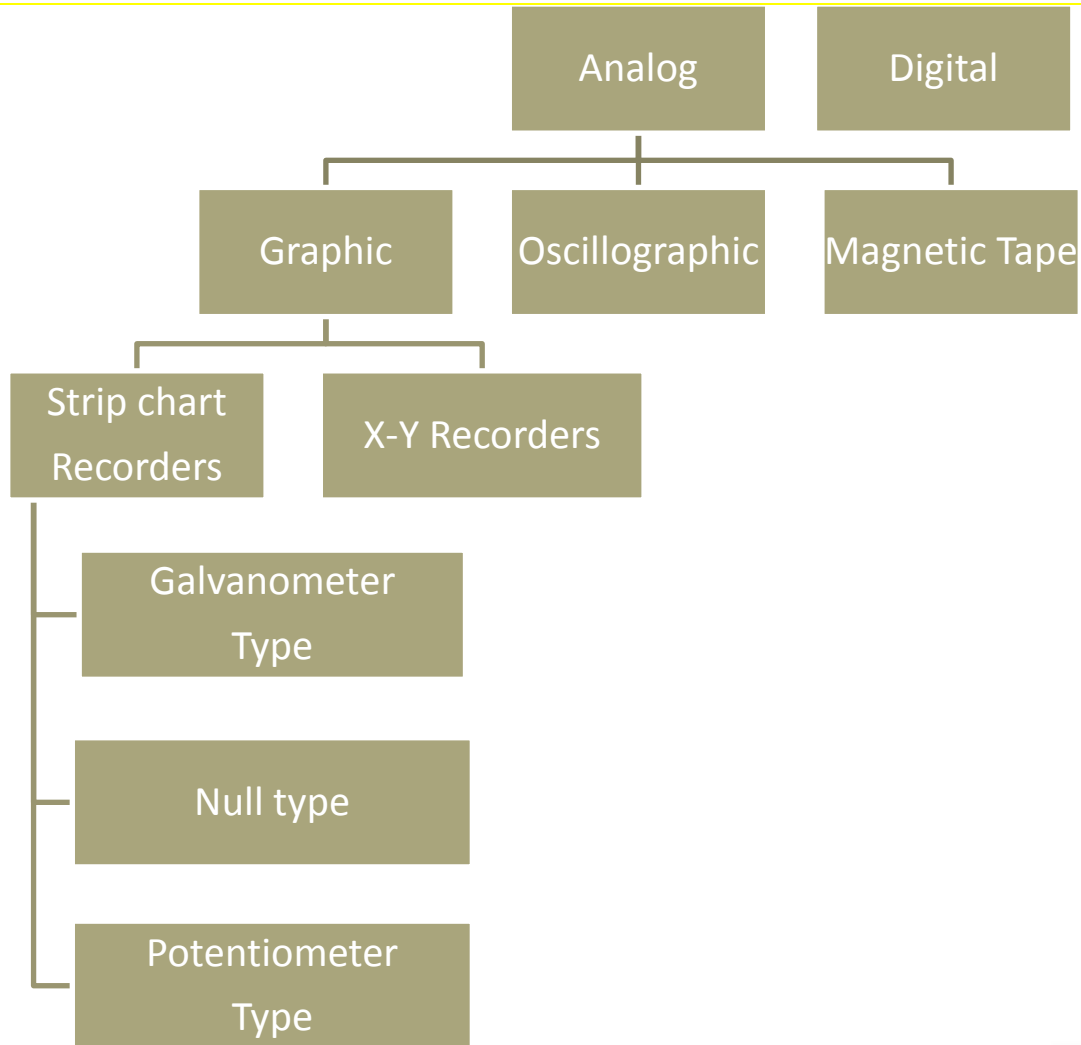 Analog
Digital
Graphic
Oscillographic
Magnetic Tape
Strip chart
Recorders
X-Y Recorders
Galvanometer
Type
Null type
Potentiometer
Type